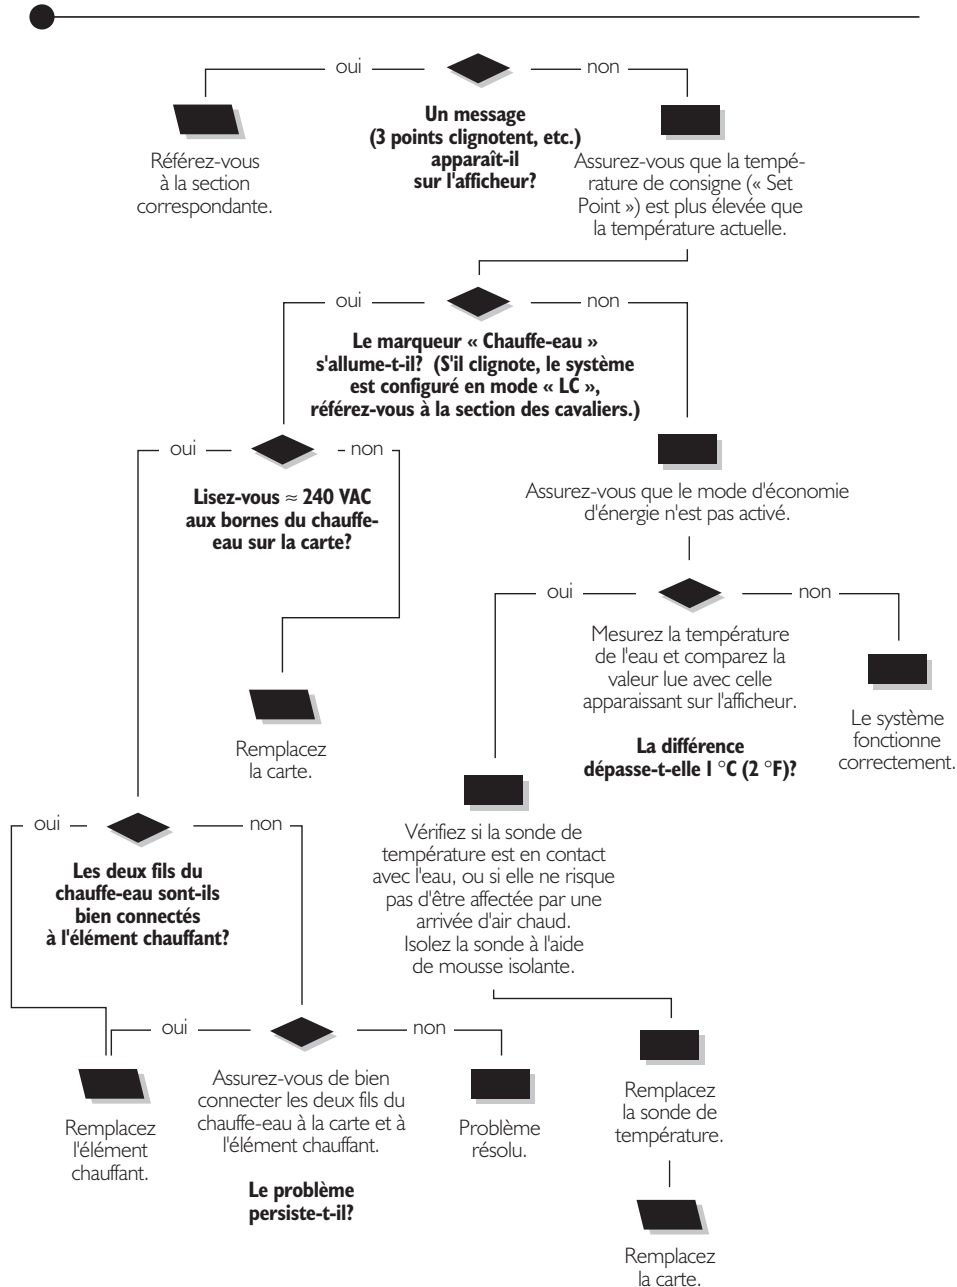 oui
non
Un message
(3 points clignotent, etc.)
apparaît-il
sur l'afficheur?
Référez-vous
à la section
correspondante.
Assurez-vous que la tempé-
rature de consigne (« Set
Point ») est plus élevée que
la température actuelle.
oui
non
Le marqueur « Chauffe-eau »
s'allume-t-il? (S'il clignote, le système
est configuré en mode « LC »,
référez-vous à la section des cavaliers.)
oui
non
Lisez-vous ≈ 240 VAC
aux bornes du chauffe-
eau sur la carte?
Assurez-vous que le mode d'économie
d'énergie n'est pas activé.
oui
non
Mesurez la température
de l'eau et comparez la
valeur lue avec celle
apparaissant sur l'afficheur.
La différence
dépasse-t-elle 1 °C (2 °F)?
Le système
fonctionne
correctement.
Remplacez
la carte.
oui
non
Les deux fils du
chauffe-eau sont-ils
bien connectés
à l'élément chauffant?
Vérifiez si la sonde de
température est en contact
avec l'eau, ou si elle ne risque
pas d'être affectée par une
arrivée d'air chaud.
Isolez la sonde à l'aide
de mousse isolante.
oui
non
Remplacez
l'élément
chauffant.
Assurez-vous de bien
connecter les deux fils du
chauffe-eau à la carte et à
l'élément chauffant.
Le problème
persiste-t-il?
Problème
résolu.
Remplacez
la sonde de
température.
Remplacez
la carte.